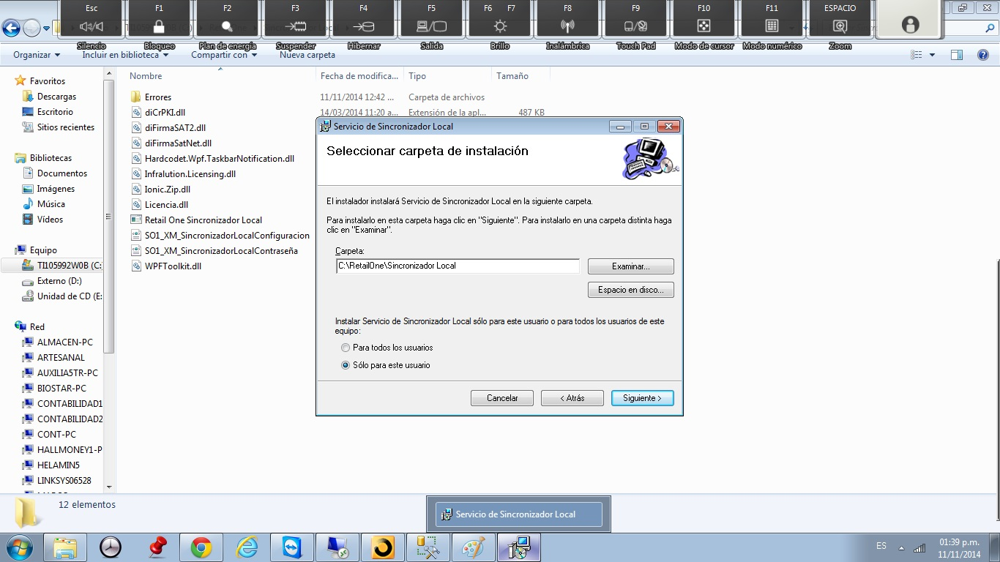 Esc
F1
F2
F3
F4
F5
F6 F7
F8
F9
F10
F11
ESPACIO
Silencio
Bloqueo
Plan de energía
Suspender
Hibernar
Salida
Brillo
Inalámbrica
Touch Pad
Modo de cursor
Modo numérico
Zoom
Organizar
Incluir en biblioteca
Compartir con
Nueva carpeta
Favoritos
Descargas
Escritorio
Sitios recientes
Bibliotecas
Documentos
Imágenes
Música
Vídeos
Equipo
TI105992W0B (C:)
Externo (D:)
Unidad de CD (E:
Red
ALMACEN-PC
ARTESANAL
AUXILIA5TR-PC
BIOSTAR-PC
CONTABILIDAD1
CONTABILIDAD2
CONT-PC
HALLMONEY1-P
HELAMIN5
LINKSYS06528
Nombre
Fecha de modifica...
Tipo
Tamaño
Errores
11/11/2014 12:42 ...
Carpeta de archivos
diCrPKI.dll
14/03/2014 11:20 a...
Extensión de la apl...
487 KB
diFirmaSAT2.dll
diFirmaSatNet.dll
Hardcodet.Wpf.TaskbarNotification.dll
Infralution.Licensing.dll
Ionic.Zip.dll
Licencia.dll
Retail One Sincronizador Local
SO1_XM_SincronizadorLocalConfiguracion
SO1_XM_SincronizadorLocalContraseña
WPFToolkit.dll
Servicio de Sincronizador Local
Seleccionar carpeta de instalación
El instalador instalará Servicio de Sincronizador Local en la siguiente carpeta.
Para instalarlo en esta carpeta haga clic en "Siguiente". Para instalarlo en una carpeta distinta haga
clic en "Examinar".
Carpeta:
C:\RetailOne\Sincronizador Local
Examinar...
Espacio en disco...
Instalar Servicio de Sincronizador Local sólo para este usuario o para todos los usuarios de este
equipo:
Para todos los usuarios
Sólo para este usuario
Cancelar
< Atrás
Siguiente >
12 elementos
Servicio de Sincronizador Local
ES
01:39 p.m.
11/11/2014